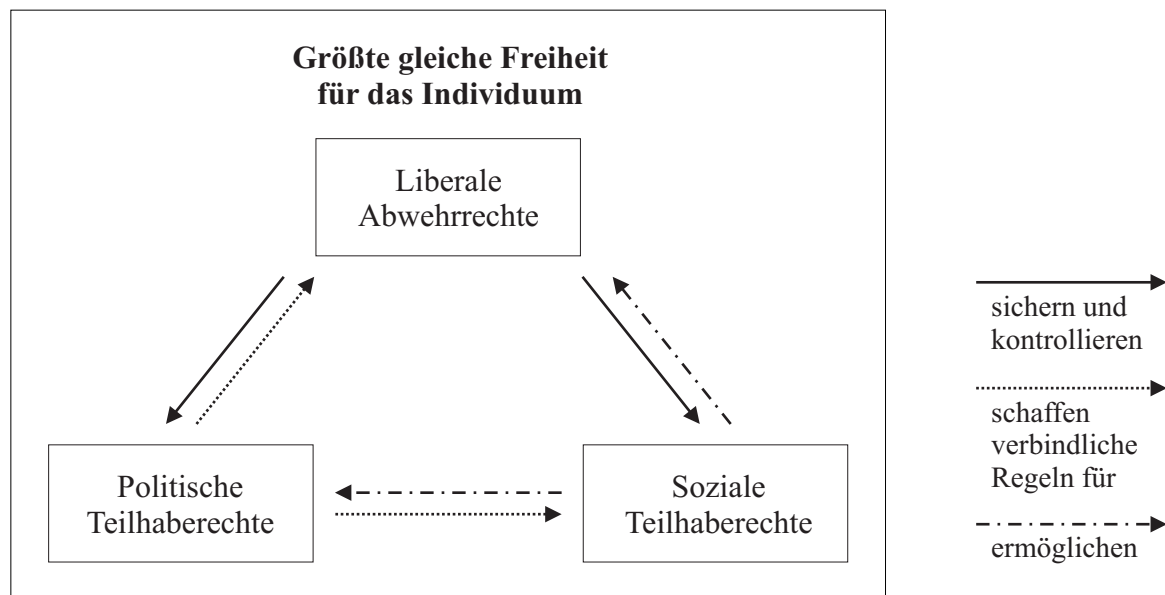 Größte gleiche Freiheit
für das Individuum
Liberale
Abwehrrechte
Politische
Teilhaberechte
Soziale
Teilhaberechte
sichern und
kontrollieren
schaffen
verbindliche
Regeln für
ermöglichen